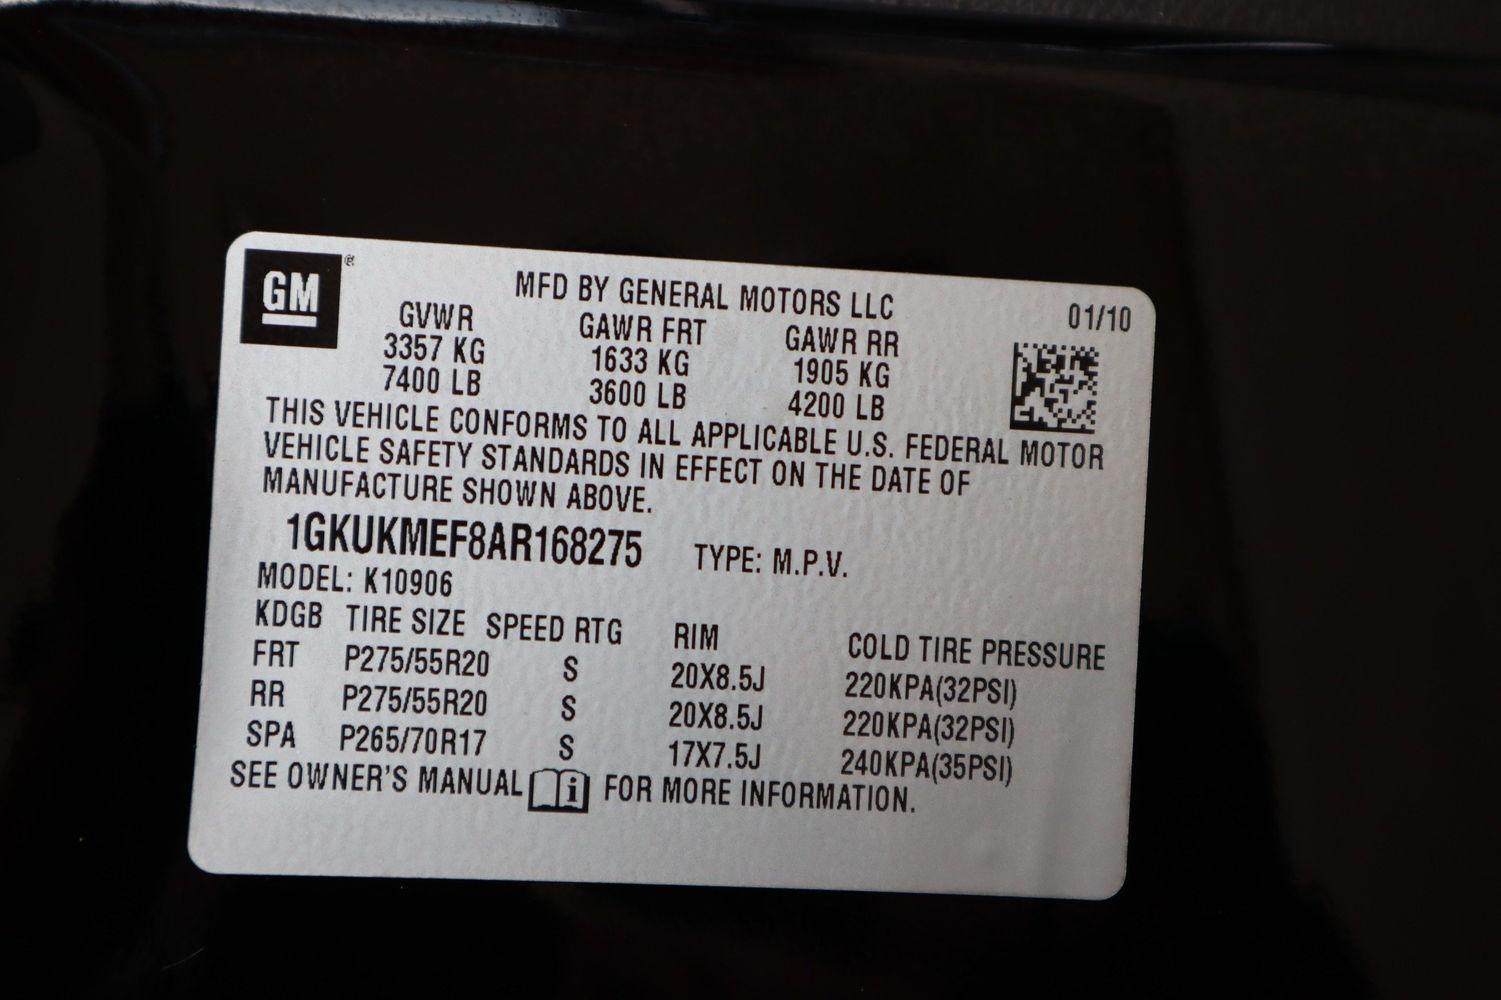 GM
MFD BY GENERAL MOTORS LLC 01/10
GVWR GAWR FRT GAWR RR
3357 KG 1633 KG 1905 KG
7400 LB 3600 LB 4200 LB
THIS VEHICLE CONFORMS TO ALL APPLICABLE U.S. FEDERAL MOTOR
VEHICLE SAFETY STANDARDS IN EFFECT ON THE DATE OF
MANUFACTURE SHOWN ABOVE.
1GKUKMEF8AR168275 TYPE: M.P.V.
MODEL: K10906
KDGB TIRE SIZE SPEED RTG RIM COLD TIRE PRESSURE
FRT P275/55R20 S 20X8.5J 220KPA(32PSI)
RR P275/55R20 S 20X8.5J 220KPA(32PSI)
SPA P265/70R17 S 17X7.5J 240KPA(35PSI)
SEE OWNER'S MANUAL i FOR MORE INFORMATION.